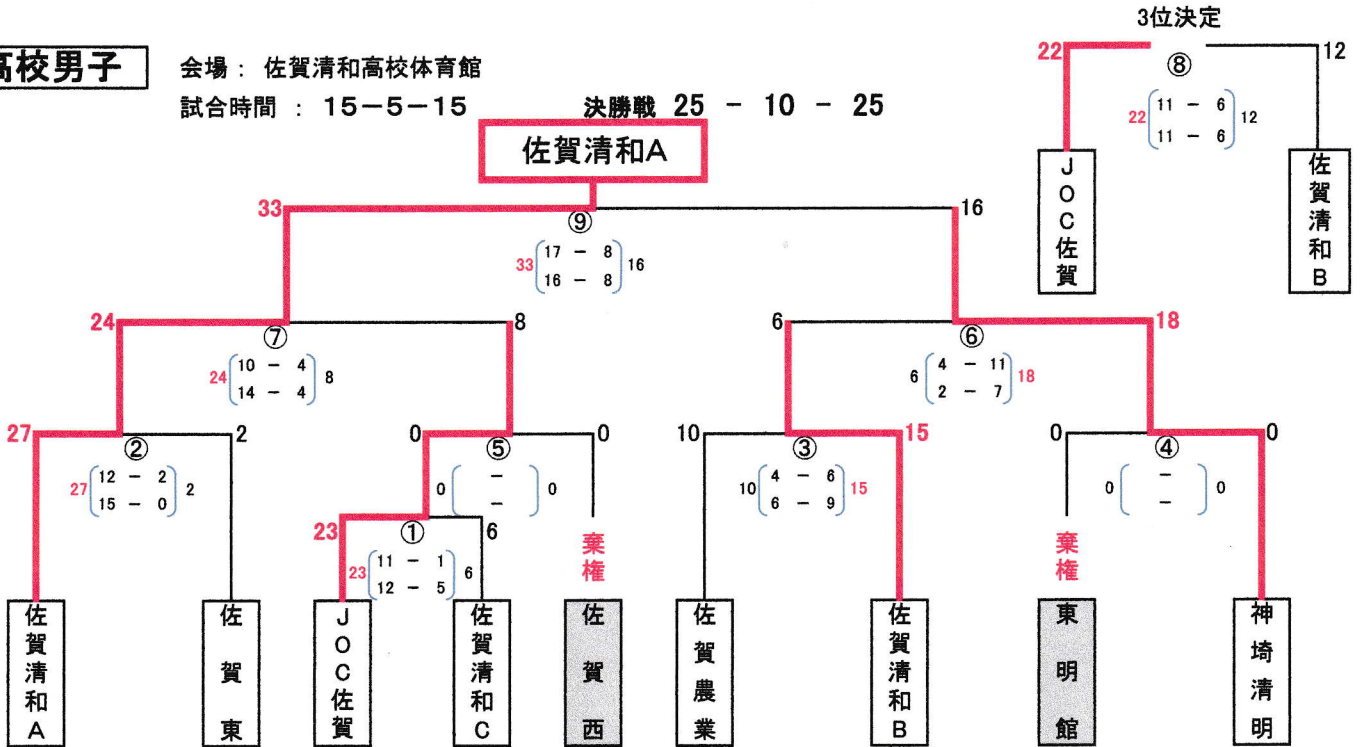 3位決定
高校男子
会場： 佐賀清和高校体育館
22 ⑧ 12
試合時間 ： 15－5－15 決勝戦 25 － 10 － 25
22 11 － 6 12
11 － 6
佐賀清和A
JOC佐賀
佐賀清和B
33 ⑨ 16
33 17 － 8 16
16 － 8
24 ⑦ 8
6 ⑥ 18
24 10 － 4 8
14 － 4
6 4 － 11 18
2 － 7
27 ② 2
0 ⑤ 0
10 ③ 15
0 ④ 0
27 12 － 2 2
15 － 0
0 － 0
－
10 4 － 6 15
6 － 9
0 － 0
－
23 ① 6
23 11 － 1 6
12 － 5
棄権
棄権
佐賀清和A
佐賀東
JOC佐賀
佐賀清和C
佐賀西
佐賀農業
佐賀清和B
東明館
神埼清明